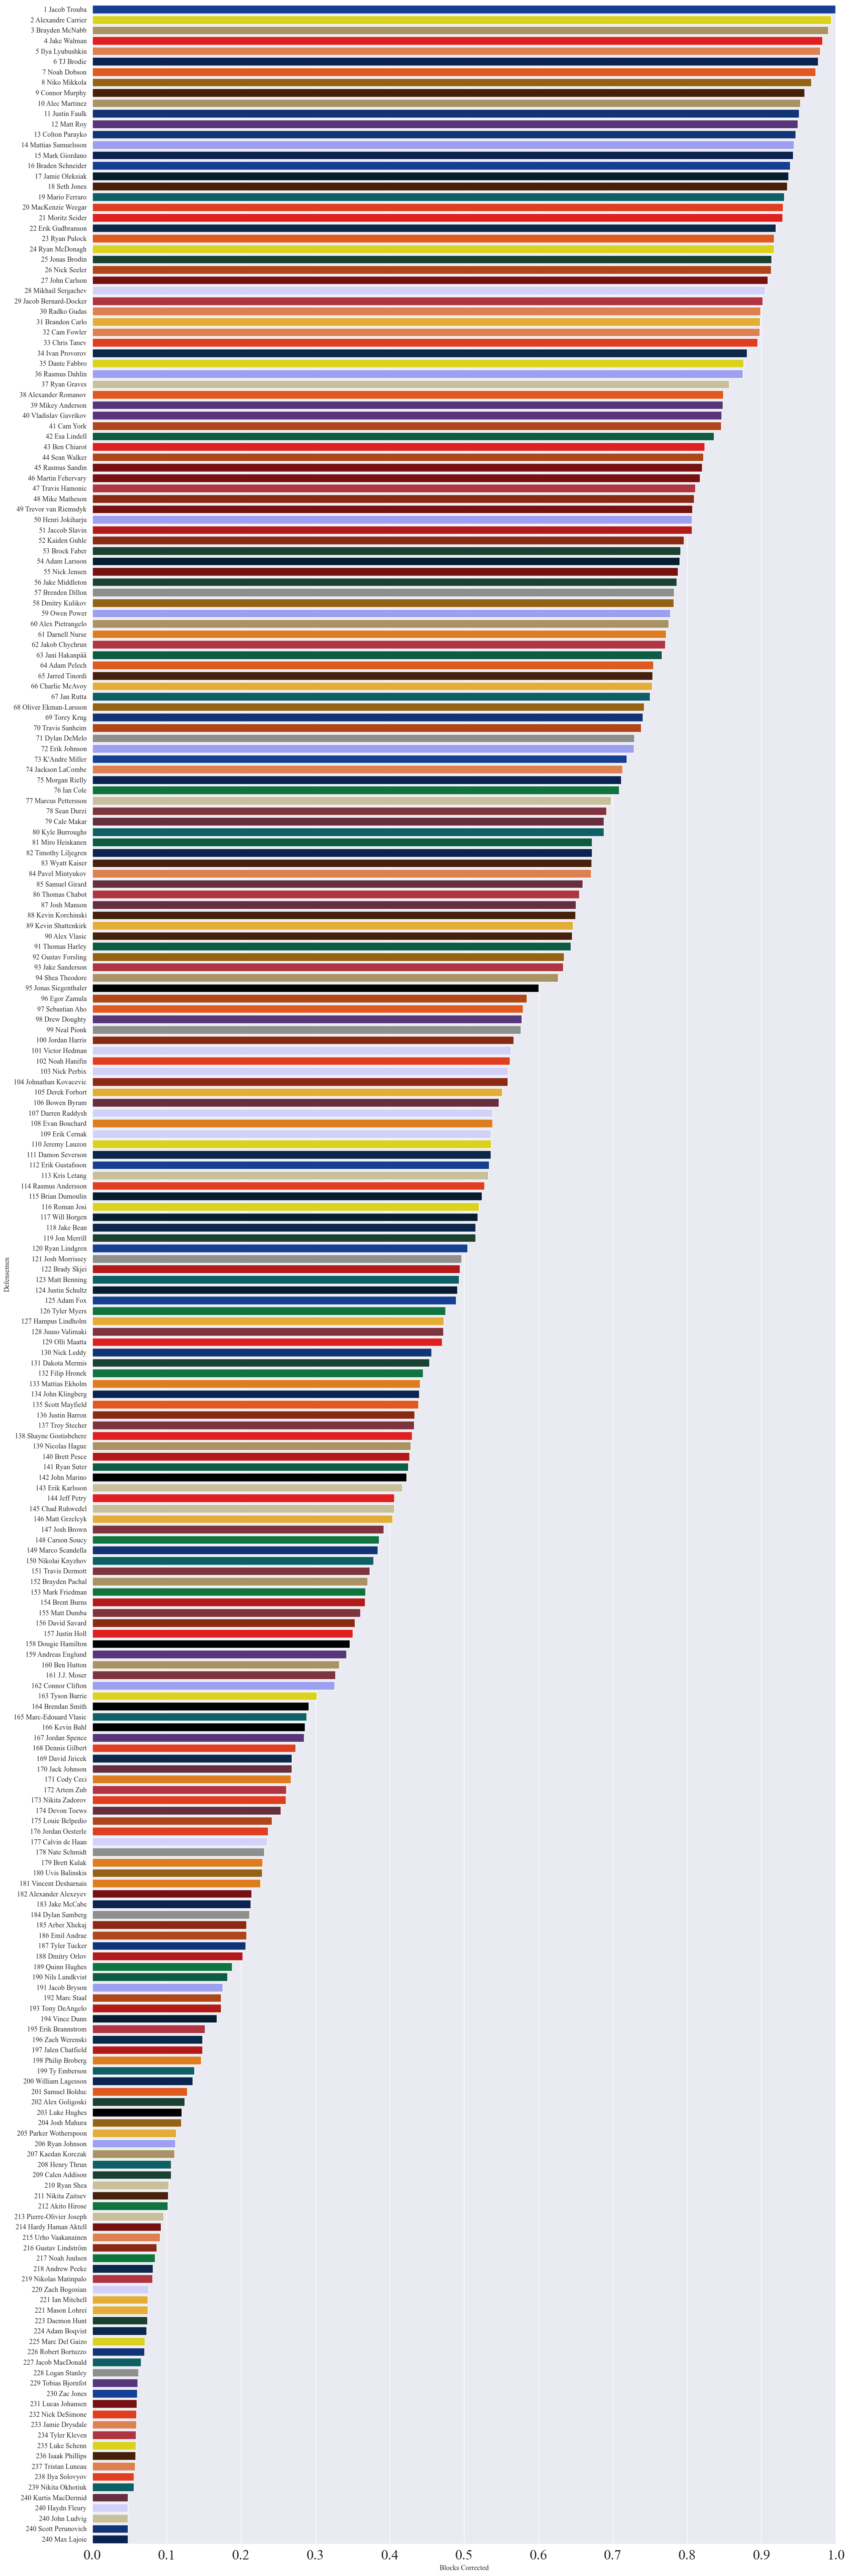 1 Jacob Trouba
2 Alexandre Carrier
3 Brayden McNabb
4 Jake Walman
5 Ilya Lyubushkin
6 TJ Brodie
7 Noah Dobson
8 Niko Mikkola
9 Connor Murphy
10 Alec Martinez
11 Justin Faulk
12 Matt Roy
13 Colton Parayko
14 Mattias Samuelsson
15 Mark Giordano
16 Braden Schneider
17 Jamie Oleksiak
18 Seth Jones
19 Mario Ferraro
20 MacKenzie Weegar
21 Moritz Seider
22 Erik Gudbranson
23 Ryan Pulock
24 Ryan McDonagh
25 Jonas Brodin
26 Nick Seeler
27 John Carlson
28 Mikhail Sergachev
29 Jacob Bernard-Docker
30 Radko Gudas
31 Brandon Carlo
32 Cam Fowler
33 Chris Tanev
34 Ivan Provorov
35 Dante Fabbro
36 Rasmus Dahlin
37 Ryan Graves
38 Alexander Romanov
39 Mikey Anderson
40 Vladislav Gavrikov
41 Cam York
42 Esa Lindell
43 Ben Chiarot
44 Sean Walker
45 Rasmus Sandin
46 Martin Fehervary
47 Travis Hamonic
48 Mike Matheson
49 Trevor van Riemsdyk
50 Henri Jokiharju
51 Jaccob Slavin
52 Kaiden Guhle
53 Brock Faber
54 Adam Larsson
55 Nick Jensen
56 Jake Middleton
57 Brenden Dillon
58 Dmitry Kulikov
59 Owen Power
60 Alex Pietrangelo
61 Darnell Nurse
62 Jakob Chychrun
63 Jani Hakanpää
64 Adam Pelech
65 Jarred Tinordi
66 Charlie McAvoy
67 Jan Rutta
68 Oliver Ekman-Larsson
69 Torey Krug
70 Travis Sanheim
71 Dylan DeMelo
72 Erik Johnson
73 K'Andre Miller
74 Jackson LaCombe
75 Morgan Rielly
76 Ian Cole
77 Marcus Pettersson
78 Sean Durzi
79 Cale Makar
80 Kyle Burroughs
81 Miro Heiskanen
82 Timothy Liljegren
83 Wyatt Kaiser
84 Pavel Mintyukov
85 Samuel Girard
86 Thomas Chabot
87 Josh Manson
88 Kevin Korchinski
89 Kevin Shattenkirk
90 Alex Vlasic
91 Thomas Harley
92 Gustav Forsling
93 Jake Sanderson
94 Shea Theodore
95 Jonas Siegenthaler
96 Egor Zamula
97 Sebastian Aho
98 Drew Doughty
99 Neal Pionk
100 Jordan Harris
101 Victor Hedman
102 Noah Hanifin
103 Nick Perbix
104 Johnathan Kovacevic
105 Derek Forbort
106 Bowen Byram
107 Darren Raddysh
108 Evan Bouchard
109 Erik Cernak
110 Jeremy Lauzon
111 Damon Severson
112 Erik Gustafsson
113 Kris Letang
114 Rasmus Andersson
115 Brian Dumoulin
116 Roman Josi
117 Will Borgen
118 Jake Bean
119 Jon Merrill
120 Ryan Lindgren
121 Josh Morrissey
122 Brady Skjei
123 Matt Benning
124 Justin Schultz
125 Adam Fox
126 Tyler Myers
127 Hampus Lindholm
128 Juuso Valimaki
129 Olli Maatta
130 Nick Leddy
131 Dakota Mermis
132 Filip Hronek
133 Mattias Ekholm
134 John Klingberg
135 Scott Mayfield
136 Justin Barron
137 Troy Stecher
138 Shayne Gostisbehere
139 Nicolas Hague
140 Brett Pesce
141 Ryan Suter
142 John Marino
143 Erik Karlsson
144 Jeff Petry
145 Chad Ruhwedel
146 Matt Grzelcyk
147 Josh Brown
148 Carson Soucy
149 Marco Scandella
150 Nikolai Knyzhov
151 Travis Dermott
152 Brayden Pachal
153 Mark Friedman
154 Brent Burns
155 Matt Dumba
156 David Savard
157 Justin Holl
158 Dougie Hamilton
159 Andreas Englund
160 Ben Hutton
161 J.J. Moser
162 Connor Clifton
163 Tyson Barrie
164 Brendan Smith
165 Marc-Edouard Vlasic
166 Kevin Bahl
167 Jordan Spence
168 Dennis Gilbert
169 David Jiricek
170 Jack Johnson
171 Cody Ceci
172 Artem Zub
173 Nikita Zadorov
174 Devon Toews
175 Louie Belpedio
176 Jordan Oesterle
177 Calvin de Haan
178 Nate Schmidt
179 Brett Kulak
180 Uvis Balinskis
181 Vincent Desharnais
182 Alexander Alexeyev
183 Jake McCabe
184 Dylan Samberg
185 Arber Xhekaj
186 Emil Andrae
187 Tyler Tucker
188 Dmitry Orlov
189 Quinn Hughes
190 Nils Lundkvist
191 Jacob Bryson
192 Marc Staal
193 Tony DeAngelo
194 Vince Dunn
195 Erik Brannstrom
196 Zach Werenski
197 Jalen Chatfield
198 Philip Broberg
199 Ty Emberson
200 William Lagesson
201 Samuel Bolduc
202 Alex Goligoski
203 Luke Hughes
204 Josh Mahura
205 Parker Wotherspoon
206 Ryan Johnson
207 Kaedan Korczak
208 Henry Thrun
209 Calen Addison
210 Ryan Shea
211 Nikita Zaitsev
212 Akito Hirose
213 Pierre-Olivier Joseph
214 Hardy Haman Aktell
215 Urho Vaakanainen
216 Gustav Lindström
217 Noah Juulsen
218 Andrew Peeke
219 Nikolas Matinpalo
220 Zach Bogosian
221 Ian Mitchell
221 Mason Lohrei
223 Daemon Hunt
224 Adam Boqvist
225 Marc Del Gaizo
226 Robert Bortuzzo
227 Jacob MacDonald
228 Logan Stanley
229 Tobias Bjornfot
230 Zac Jones
231 Lucas Johansen
232 Nick DeSimone
233 Jamie Drysdale
234 Tyler Kleven
235 Luke Schenn
236 Isaak Phillips
237 Tristan Luneau
238 Ilya Solovyov
239 Nikita Okhotiuk
240 Kurtis MacDermid
240 Haydn Fleury
240 John Ludvig
240 Scott Perunovich
240 Max Lajoie
Defensemen
0.0 0.1 0.2 0.3 0.4 0.5 0.6 0.7 0.8 0.9 1.0
Blocks Corrected